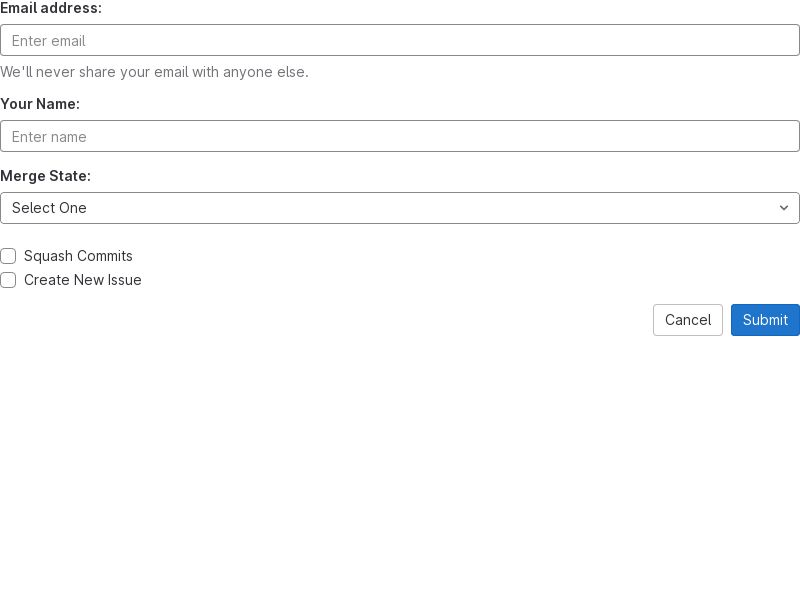 Email address:
Enter email
We'll never share your email with anyone else.
Your Name:
Enter name
Merge State:
Select One
Squash Commits
Create New Issue
Cancel Submit